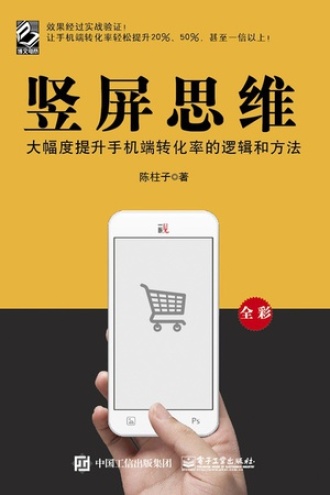 效果经过实战验证！
让手机端转化率轻松提升20%，50%，甚至一倍以上！
博文电商
竖屏思维
大幅度提升手机端转化率的逻辑和方法
陈柱子◎著
全彩
Ps
中国工信出版集团
电子工业出版社